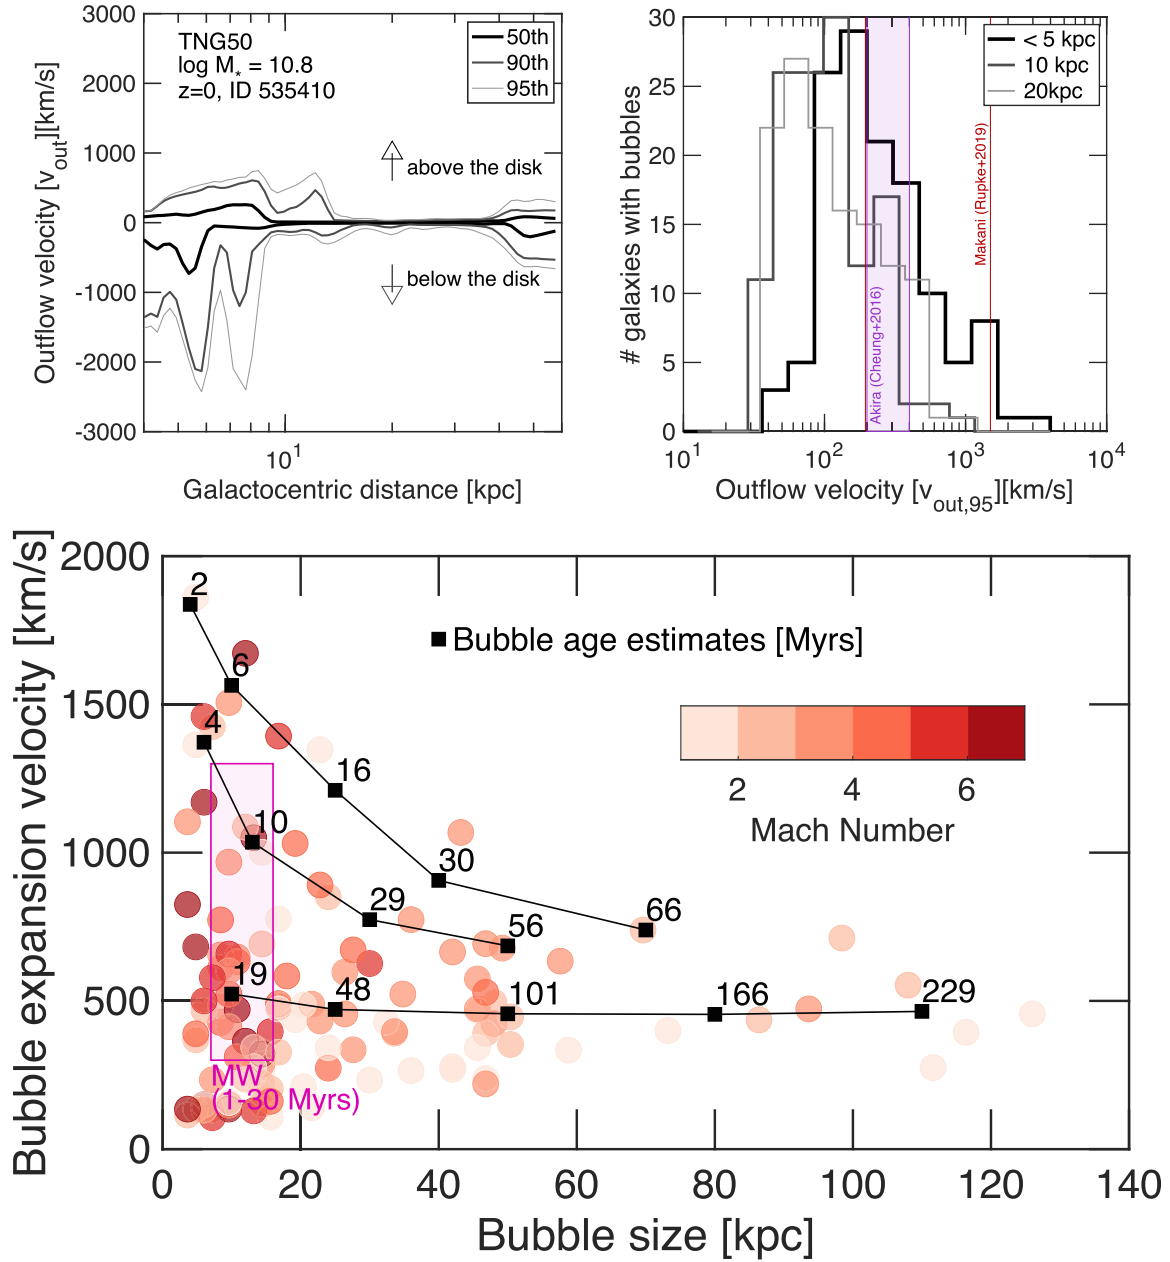 3000
2000
1000
0
-1000
-2000
-3000
Outflow velocity [v_out][km/s]
TNG50
log M_* = 10.8
z=0, ID 535410
50th
90th
95th
above the disk
below the disk
10^1
Galactocentric distance [kpc]
30
25
20
15
10
5
0
# galaxies with bubbles
< 5 kpc
10 kpc
20kpc
Akira (Cheung+2016)
Makani (Rupke+2019)
10^1 10^2 10^3 10^4
Outflow velocity [v_out,95][km/s]
2000
1500
1000
500
0
Bubble expansion velocity [km/s]
Bubble age estimates [Myrs]
2
6
16
30
66
4
10
29
56
19
48
101
166
229
2 4 6
Mach Number
MW
(1-30 Myrs)
0 20 40 60 80 100 120 140
Bubble size [kpc]